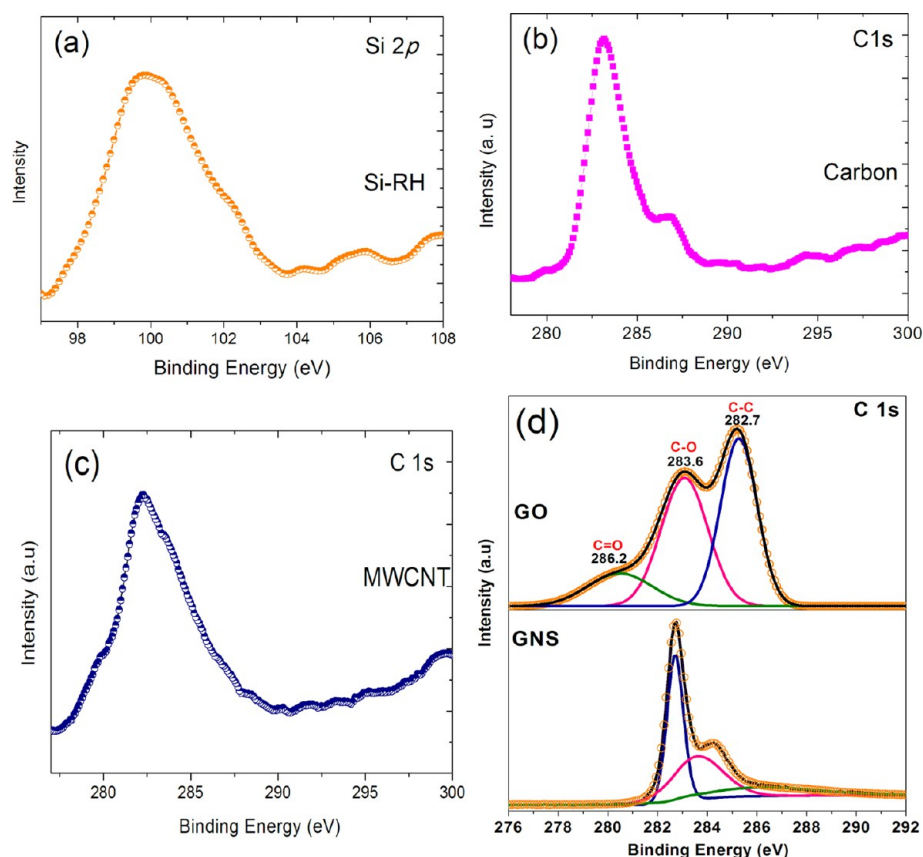 (a)
Si 2p
Si-RH
Intensity
98 100 102 104 106 108
Binding Energy (eV)
(b)
C1s
Carbon
Intensity (a. u)
280 285 290 295 300
Binding Energy (eV)
(c)
C 1s
MWCNT
Intensity (a.u)
280 285 290 295 300
Binding Energy (eV)
(d)
C 1s
C-C
282.7
C-O
283.6
GO
C=O
286.2
GNS
Intensity (a.u)
276 278 280 282 284 286 288 290 292
Binding Energy (eV)